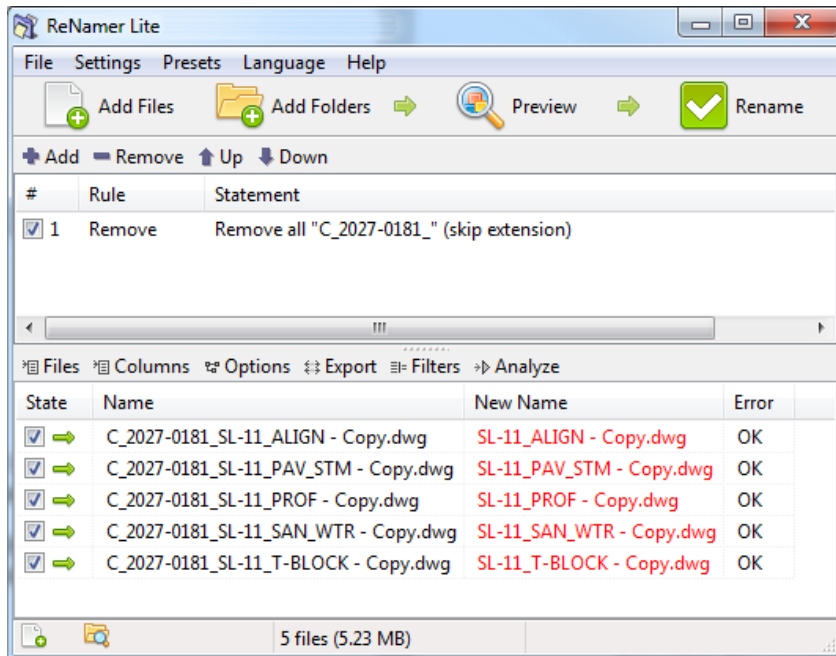 ReNamer Lite
File Settings Presets Language Help
Add Files Add Folders Preview Rename
Add Remove Up Down
# Rule Statement
1 Remove Remove all "C_2027-0181_" (skip extension)
Files Columns Options Export Filters Analyze
State Name New Name Error
C_2027-0181_SL-11_ALIGN - Copy.dwg SL-11_ALIGN - Copy.dwg OK
C_2027-0181_SL-11_PAV_STM - Copy.dwg SL-11_PAV_STM - Copy.dwg OK
C_2027-0181_SL-11_PROF - Copy.dwg SL-11_PROF - Copy.dwg OK
C_2027-0181_SL-11_SAN_WTR - Copy.dwg SL-11_SAN_WTR - Copy.dwg OK
C_2027-0181_SL-11_T-BLOCK - Copy.dwg SL-11_T-BLOCK - Copy.dwg OK
5 files (5.23 MB)